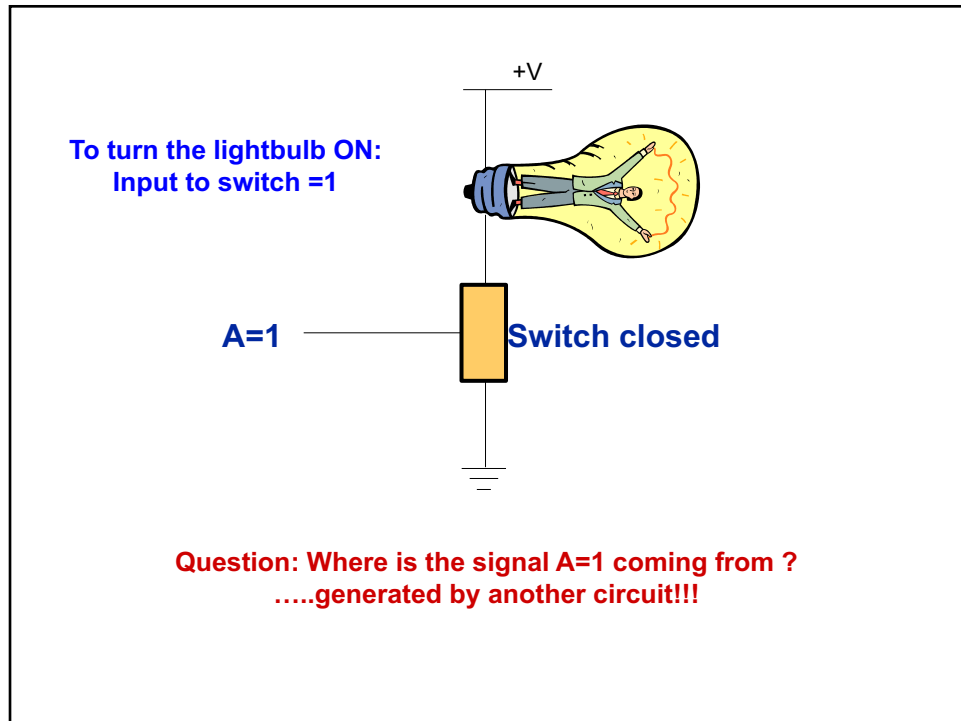 +V
To turn the lightbulb ON:
Input to switch =1
A=1
Switch closed
Question: Where is the signal A=1 coming from ?
…..generated by another circuit!!!